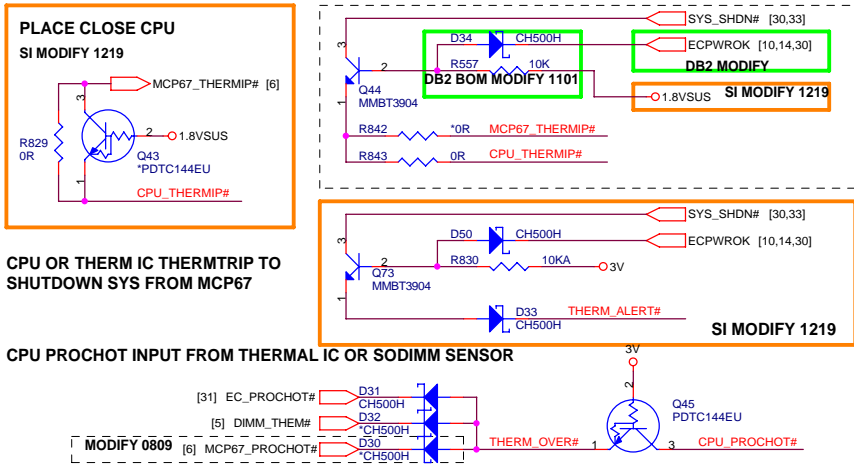 PLACE CLOSE CPU
SI MODIFY 1219
MCP67_THERMIP# [6]
3
2
1.8VSUS
R829
0R
Q43
*PDTC144EU
1
CPU_THERMIP#
SYS_SHDN# [30,33]
D34
CH500H
ECPWROK [10,14,30]
3
DB2 MODIFY
2
R557
10K
DB2 BOM MODIFY 1101
SI MODIFY 1219
1.8VSUS
Q44
MMBT3904
1
R842
*0R
MCP67_THERMIP#
R843
0R
CPU_THERMIP#
SYS_SHDN# [30,33]
D50
CH500H
ECPWROK [10,14,30]
3
2
R830
10KA
3V
Q73
MMBT3904
1
D33
CH500H
THERM_ALERT#
SI MODIFY 1219
CPU OR THERM IC THERMTRIP TO
SHUTDOWN SYS FROM MCP67
CPU PROCHOT INPUT FROM THERMAL IC OR SODIMM SENSOR
3V
2
[31] EC_PROCHOT#
D31
CH500H
[5] DIMM_THEM#
D32
*CH500H
MODIFY 0809
[6] MCP67_PROCHOT#
D30
*CH500H
THERM_OVER#
1
Q45
PDTC144EU
3
CPU_PROCHOT#